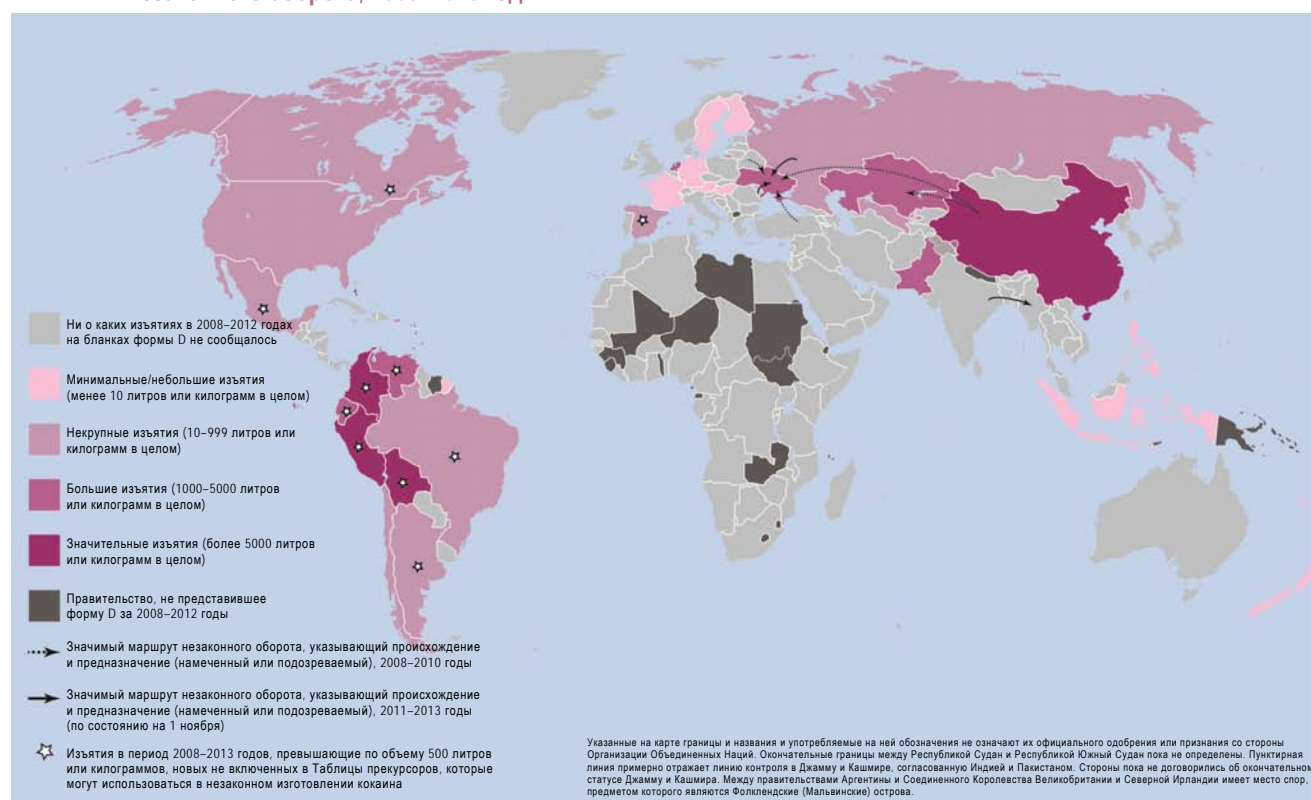 Ни о каких изъятиях в 2008–2012 годах
на бланках формы D не сообщалось
Минимальные/небольшие изъятия
(менее 10 литров или килограмм в целом)
Некрупные изъятия (10–999 литров или
килограмм в целом)
Большие изъятия (1000–5000 литров
или килограмм в целом)
Значительные изъятия (более 5000 литров
или килограмм в целом)
Правительство, не представившее
форму D за 2008–2012 годы
Значимый маршрут незаконного оборота, указывающий происхождение
и предназначение (намеченный или подозреваемый), 2008–2010 годы
Значимый маршрут незаконного оборота, указывающий происхождение
и предназначение (намеченный или подозреваемый), 2011–2013 годы
(по состоянию на 1 ноября)
Изъятия в период 2008–2013 годов, превышающие по объему 500 литров
или килограммов, новых не включенных в Таблицы прекурсоров, которые
могут использоваться в незаконном изготовлении кокаина
Указанные на карте границы и названия и употребляемые на ней обозначения не означают их официального одобрения или признания со стороны
Организации Объединенных Наций. Окончательные границы между Республикой Судан и Республикой Южный Судан пока не определены. Пунктирная
линия примерно отражает линию контроля в Джамму и Кашмире, согласованную Индией и Пакистаном. Стороны пока не договорились об окончательном
статусе Джамму и Кашмира. Между правительствами Аргентины и Соединенного Королевства Великобритании и Северной Ирландии имеет место спор,
предметом которого являются Фолклендские (Мальвинские) острова.